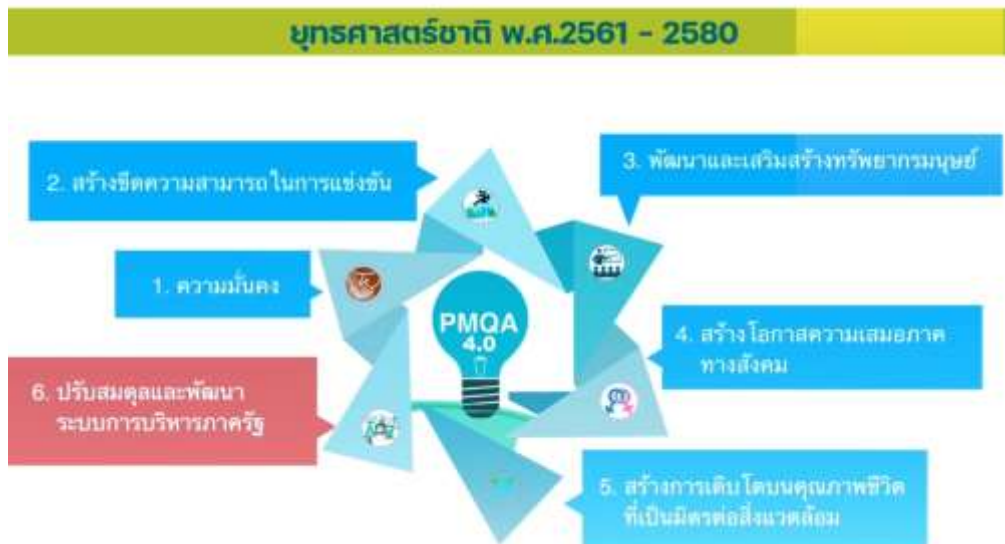 ยุทธศาสตร์ชาติ พ.ศ.2561 - 2580
2. สร้างขีดความสามารถในการแข่งขัน
3. พัฒนาและเสริมสร้างทรัพยากรมนุษย์
1. ความมั่นคง
PMQA
4.0
4. สร้างโอกาสความเสมอภาค
ทางสังคม
6. ปรับสมดุลและพัฒนา
ระบบการบริหารภาครัฐ
5. สร้างการเติบโตบนคุณภาพชีวิต
ที่เป็นมิตรต่อสิ่งแวดล้อม